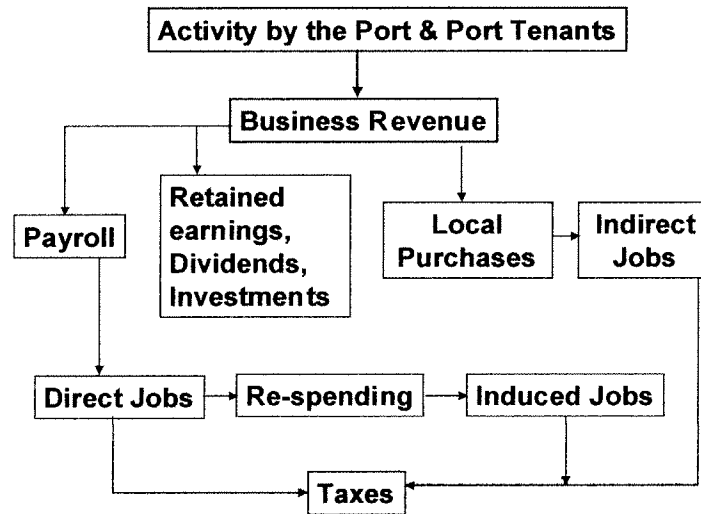 Activity by the Port & Port Tenants
Business Revenue
Payroll
Retained
earnings,
Dividends,
Investments
Local
Purchases
Indirect
Jobs
Direct Jobs
Re-spending
Induced Jobs
Taxes